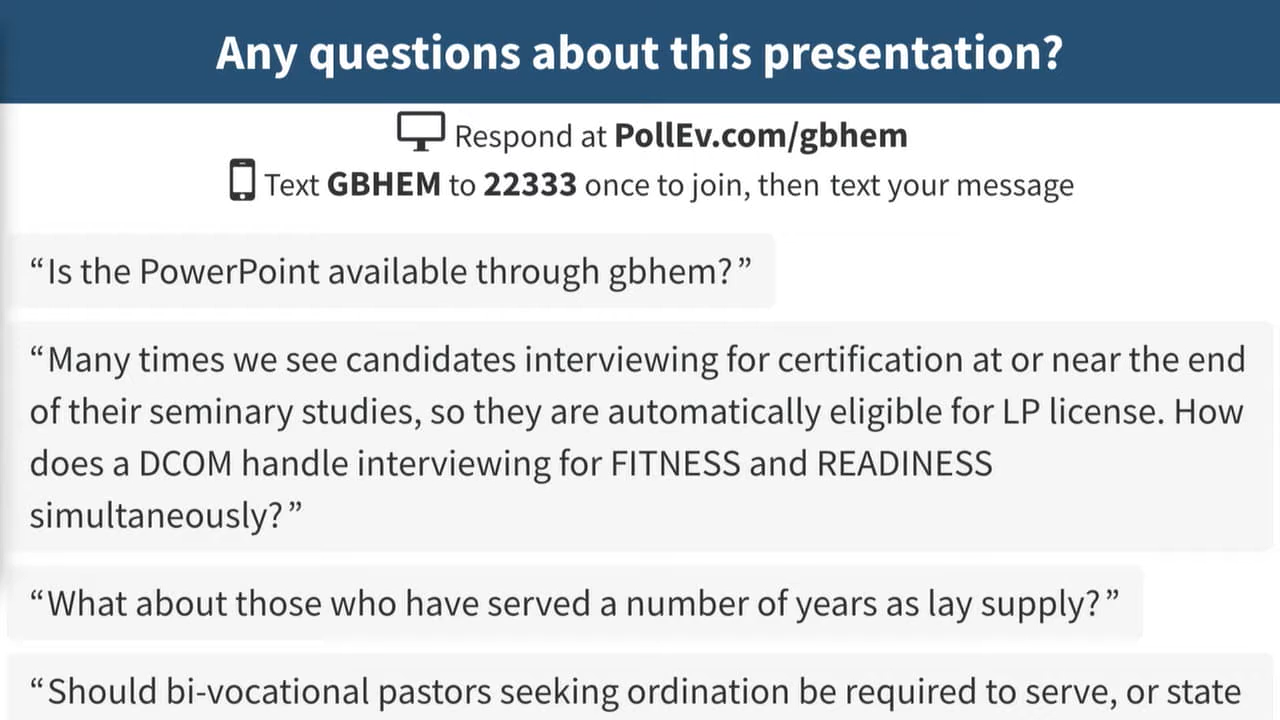 Any questions about this presentation?
Respond at PollEv.com/gbhem
Text GBHEM to 22333 once to join, then text your message
“Is the PowerPoint available through gbhem?”
“Many times we see candidates interviewing for certification at or near the end
of their seminary studies, so they are automatically eligible for LP license. How
does a DCOM handle interviewing for FITNESS and READINESS
simultaneously?”
“What about those who have served a number of years as lay supply?”
“Should bi-vocational pastors seeking ordination be required to serve, or state